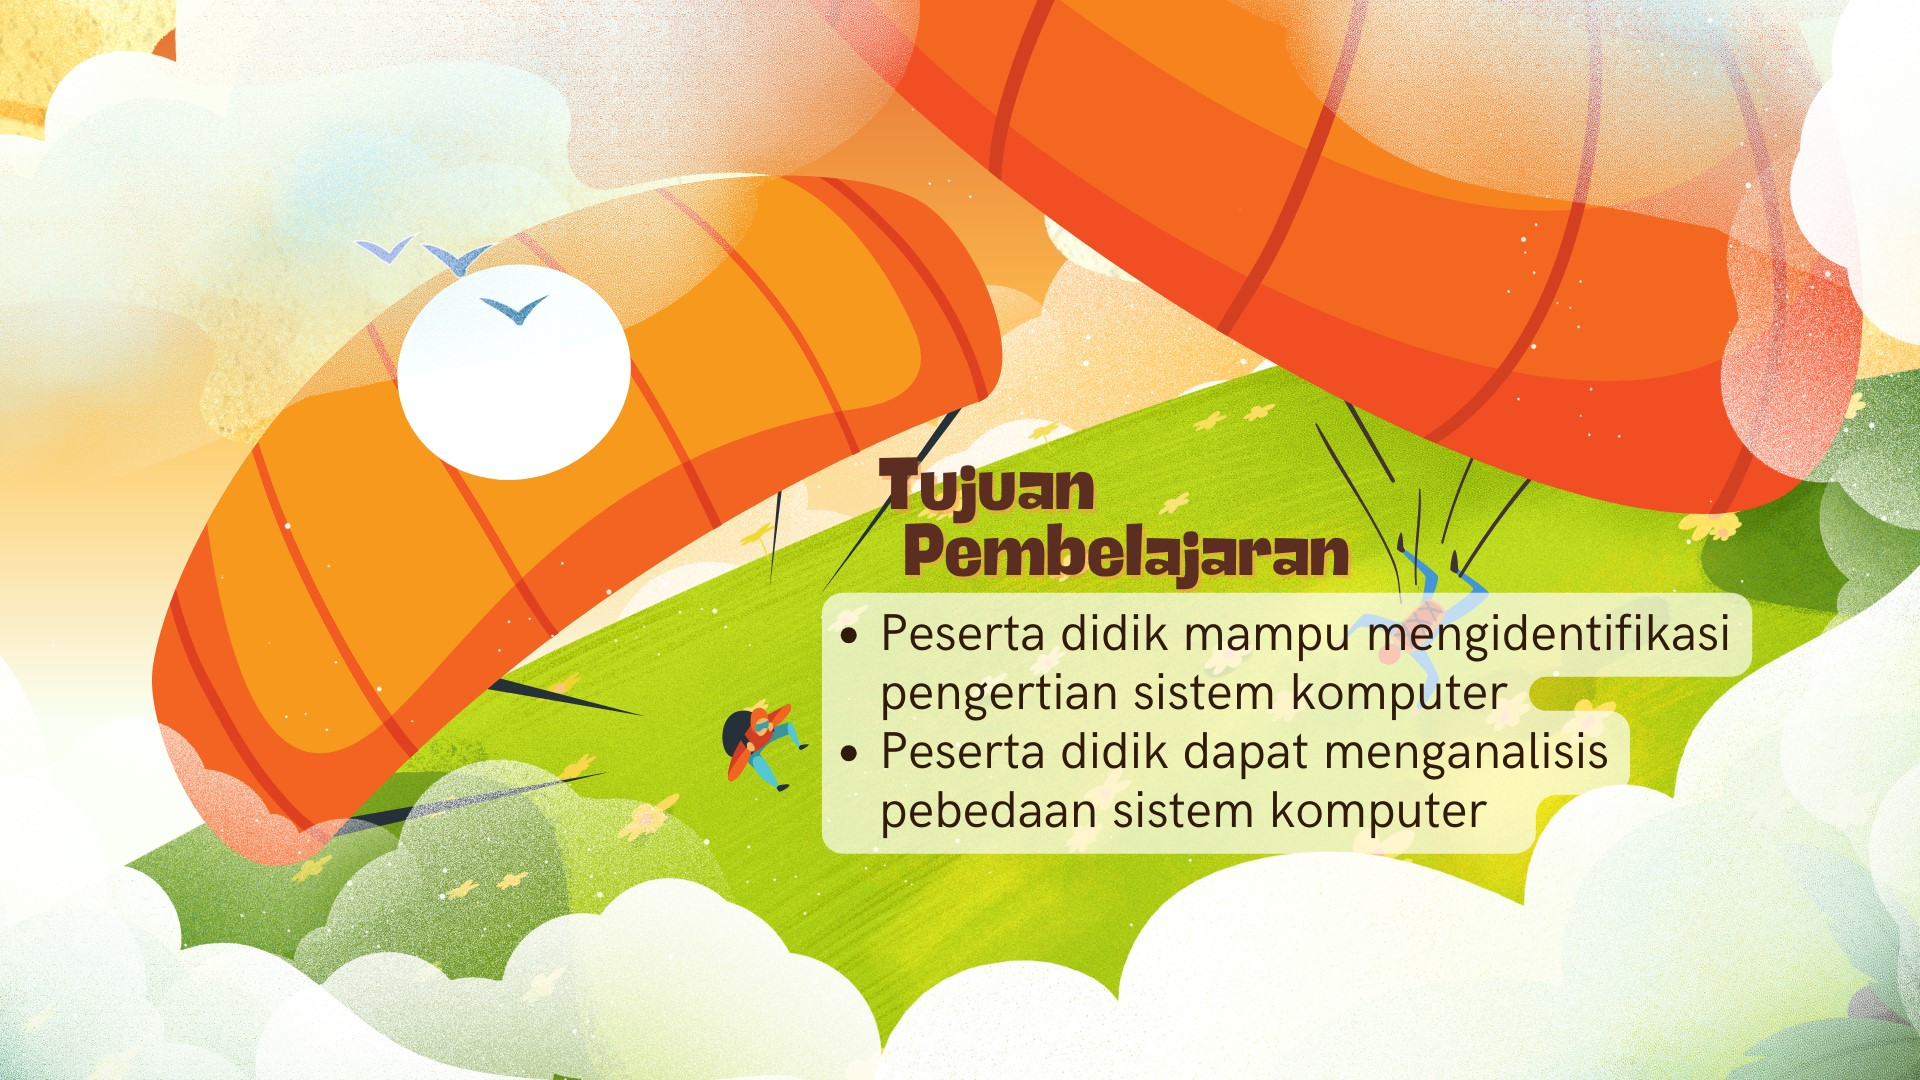 Tujuan
Pembelajaran
• Peserta didik mampu mengidentifikasi
pengertian sistem komputer
• Peserta didik dapat menganalisis
pebedaan sistem komputer